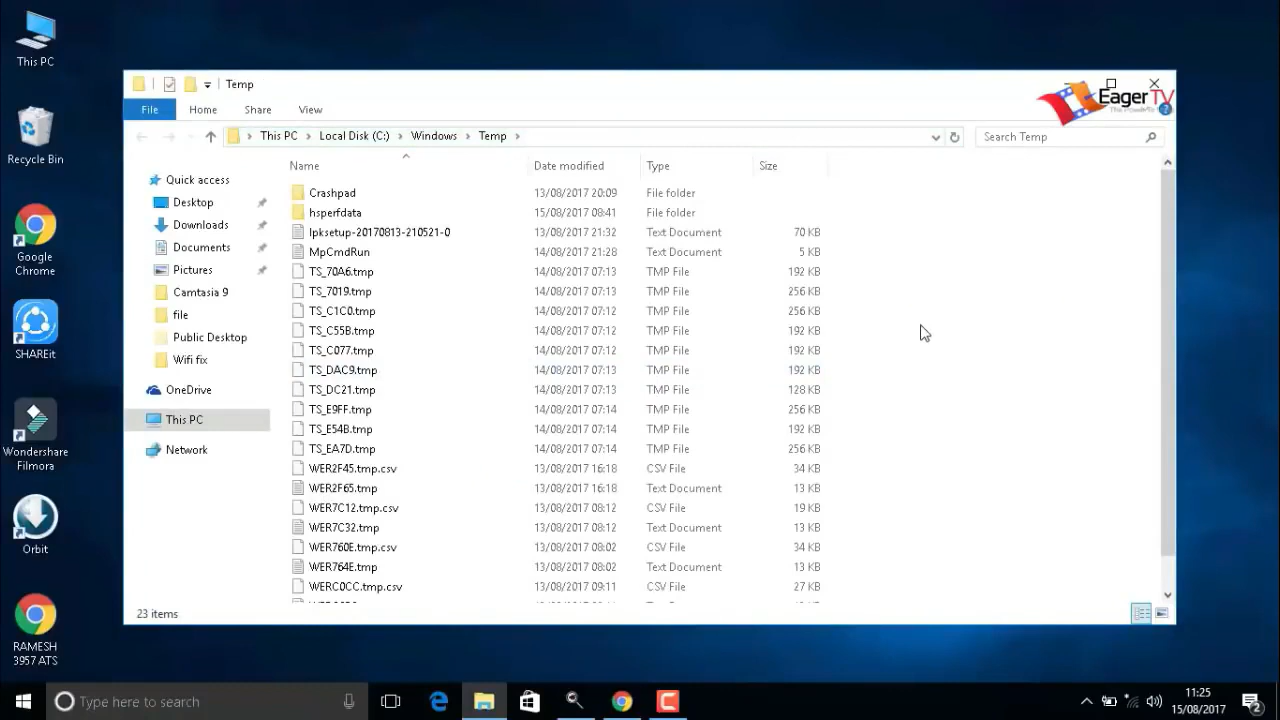 This PC
Recycle Bin
Google
Chrome
SHAREit
Wondershare
Filmora
Orbit
RAMESH
3957 ATS
Temp
EagerTV
File Home Share View
This PC Local Disk (C:) Windows Temp
Search Temp
Quick access
Desktop
Downloads
Documents
Pictures
Camtasia 9
file
Public Desktop
Wifi fix
OneDrive
This PC
Network
Name Date modified Type Size
Crashpad 13/08/2017 20:09 File folder
hsperfdata 15/08/2017 08:41 File folder
lpksetup-20170813-210521-0 13/08/2017 21:32 Text Document 70 KB
MpCmdRun 14/08/2017 21:28 Text Document 5 KB
TS_70A6.tmp 14/08/2017 07:13 TMP File 192 KB
TS_7019.tmp 14/08/2017 07:13 TMP File 256 KB
TS_C1C0.tmp 14/08/2017 07:12 TMP File 256 KB
TS_C55B.tmp 14/08/2017 07:12 TMP File 192 KB
TS_C077.tmp 14/08/2017 07:12 TMP File 192 KB
TS_DAC9.tmp 14/08/2017 07:13 TMP File 192 KB
TS_DC21.tmp 14/08/2017 07:13 TMP File 128 KB
TS_E9FF.tmp 14/08/2017 07:14 TMP File 256 KB
TS_E54B.tmp 14/08/2017 07:14 TMP File 192 KB
TS_EA7D.tmp 14/08/2017 07:14 TMP File 256 KB
WER2F45.tmp.csv 13/08/2017 16:18 CSV File 34 KB
WER2F65.tmp 13/08/2017 16:18 Text Document 13 KB
WER7C12.tmp.csv 13/08/2017 08:12 CSV File 19 KB
WER7C32.tmp 13/08/2017 08:12 Text Document 13 KB
WER760E.tmp.csv 13/08/2017 08:02 CSV File 34 KB
WER764E.tmp 13/08/2017 08:02 Text Document 13 KB
WERC0CC.tmp.csv 13/08/2017 09:11 CSV File 27 KB
23 items
Type here to search
11:25
15/08/2017
2